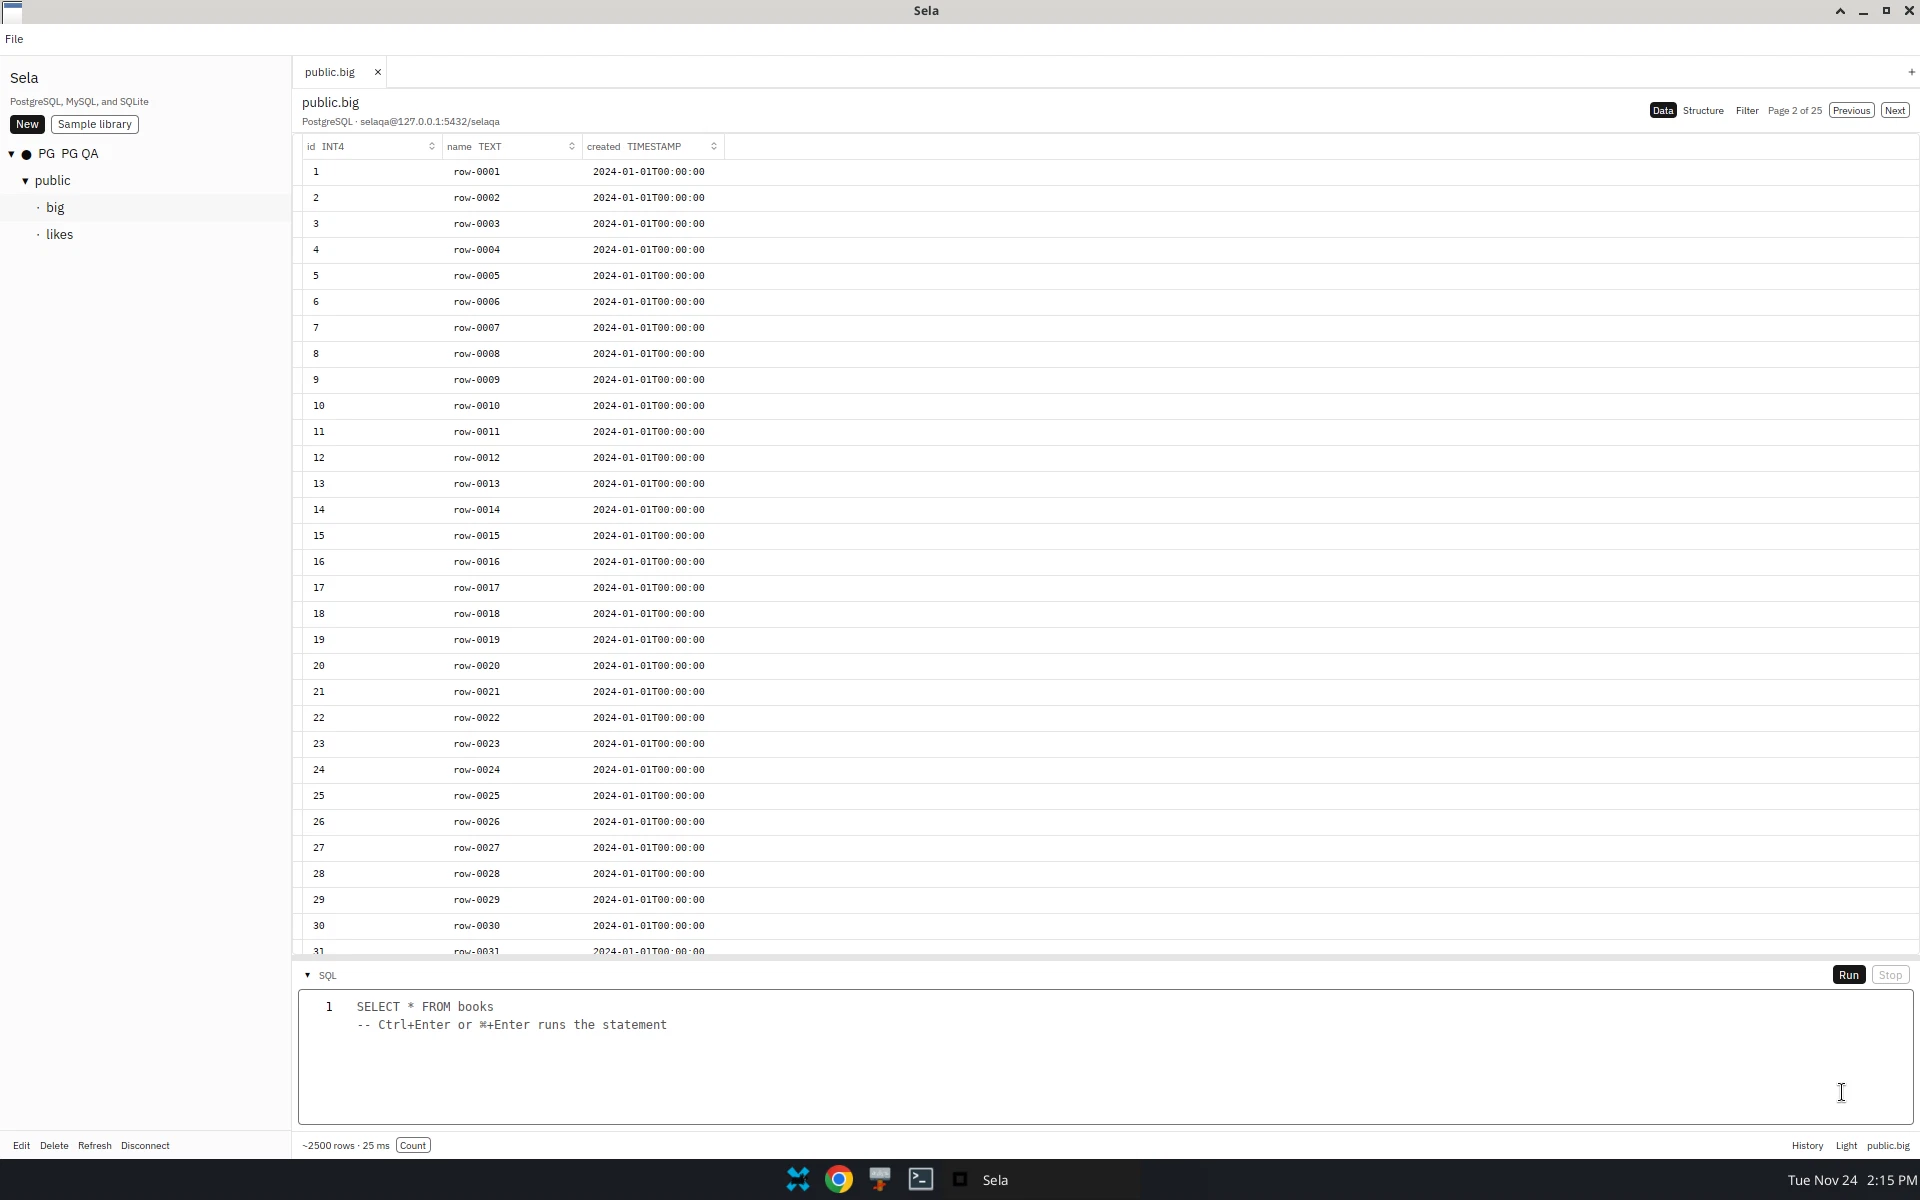 Sela
File
Sela
PostgreSQL, MySQL, and SQLite
New Sample library
PG PG QA
public
big
likes
public.big
public.big
PostgreSQL · selaqa@127.0.0.1:5432/selaqa
Data Structure Filter Page 2 of 25 Previous Next
id INT4 name TEXT created TIMESTAMP
1 row-0001 2024-01-01T00:00:00
2 row-0002 2024-01-01T00:00:00
3 row-0003 2024-01-01T00:00:00
4 row-0004 2024-01-01T00:00:00
5 row-0005 2024-01-01T00:00:00
6 row-0006 2024-01-01T00:00:00
7 row-0007 2024-01-01T00:00:00
8 row-0008 2024-01-01T00:00:00
9 row-0009 2024-01-01T00:00:00
10 row-0010 2024-01-01T00:00:00
11 row-0011 2024-01-01T00:00:00
12 row-0012 2024-01-01T00:00:00
13 row-0013 2024-01-01T00:00:00
14 row-0014 2024-01-01T00:00:00
15 row-0015 2024-01-01T00:00:00
16 row-0016 2024-01-01T00:00:00
17 row-0017 2024-01-01T00:00:00
18 row-0018 2024-01-01T00:00:00
19 row-0019 2024-01-01T00:00:00
20 row-0020 2024-01-01T00:00:00
21 row-0021 2024-01-01T00:00:00
22 row-0022 2024-01-01T00:00:00
23 row-0023 2024-01-01T00:00:00
24 row-0024 2024-01-01T00:00:00
25 row-0025 2024-01-01T00:00:00
26 row-0026 2024-01-01T00:00:00
27 row-0027 2024-01-01T00:00:00
28 row-0028 2024-01-01T00:00:00
29 row-0029 2024-01-01T00:00:00
30 row-0030 2024-01-01T00:00:00
31 row-0031 2024-01-01T00:00:00
SQL Run Stop
1 SELECT * FROM books
-- Ctrl+Enter or ⌘+Enter runs the statement
Edit Delete Refresh Disconnect
~2500 rows · 25 ms Count
History Light public.big
Sela
Tue Nov 24 2:15 PM